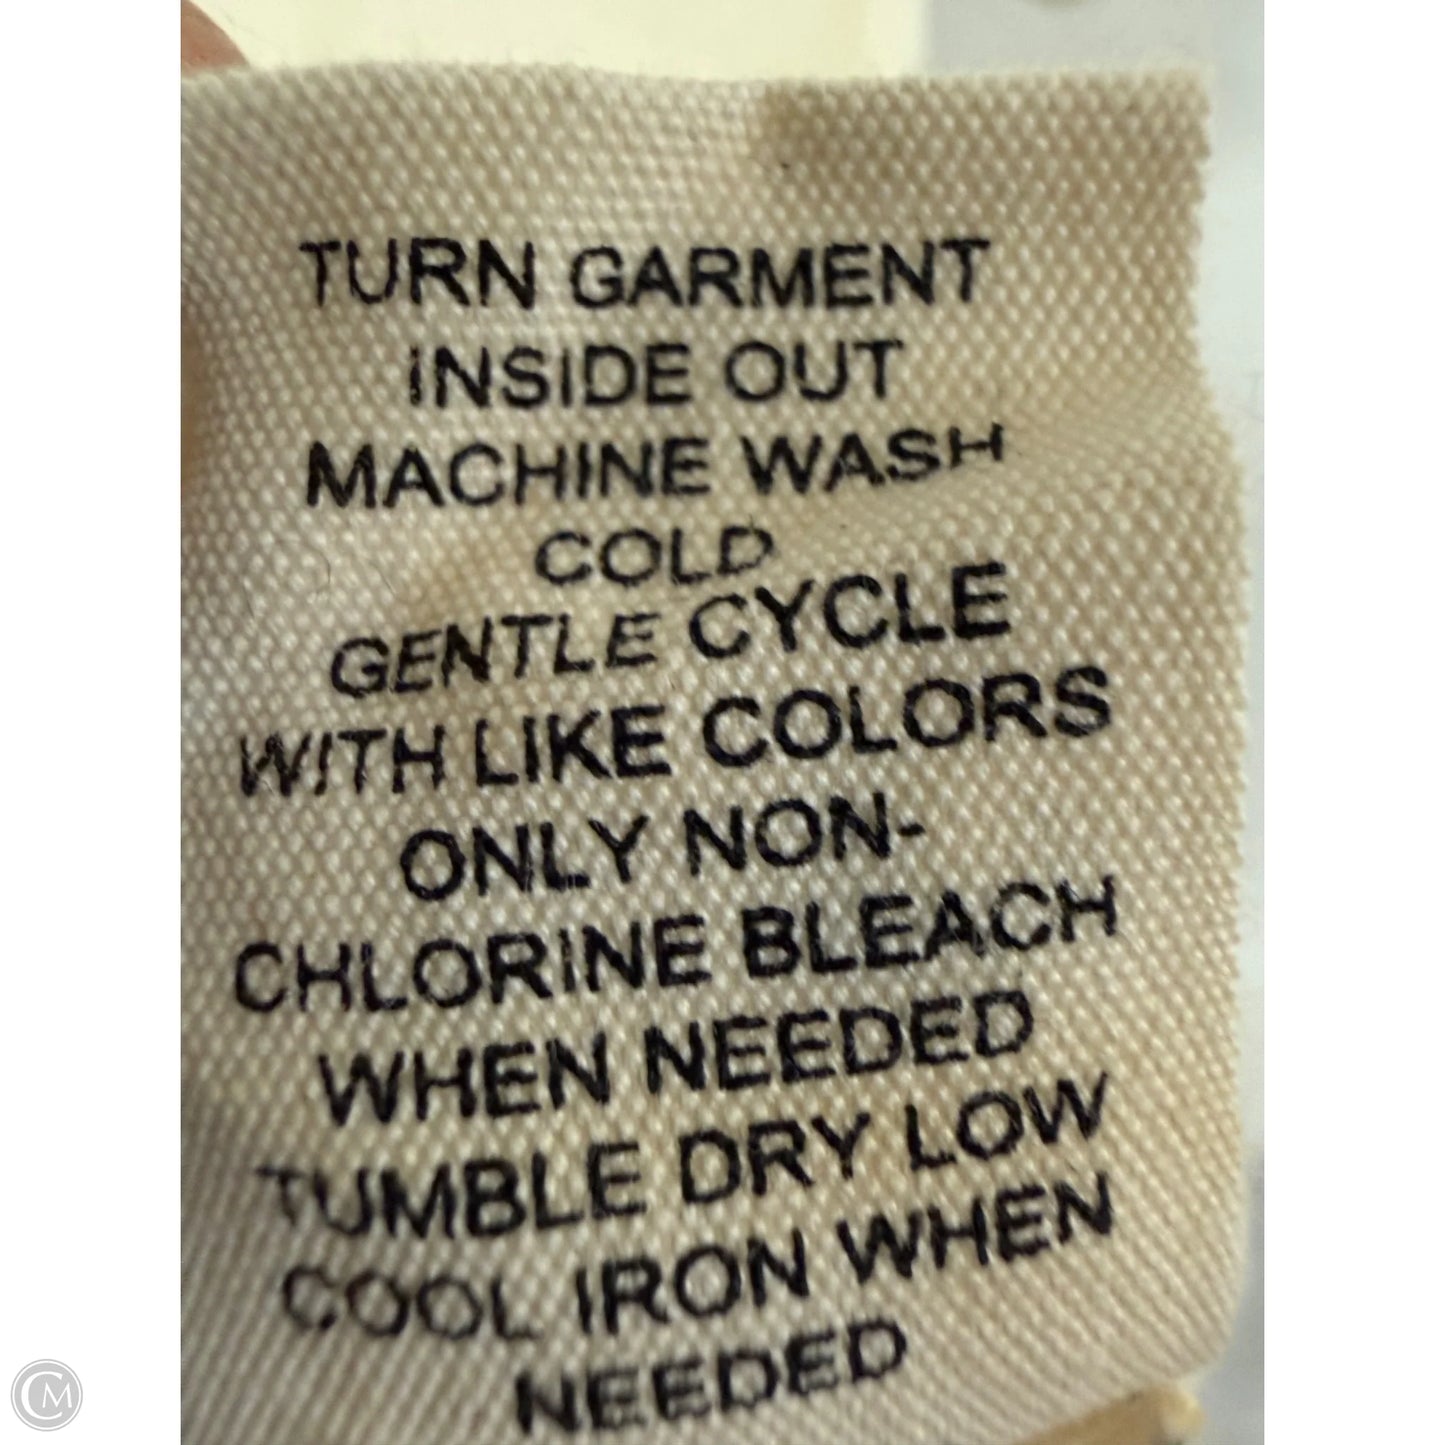 TURN GARMENT
INSIDE OUT
MACHINE WASH
COLD
GENTLE CYCLE
WITH LIKE COLORS
ONLY NON-
CHLORINE BLEACH
WHEN NEEDED
TUMBLE DRY LOW
COOL IRON WHEN
NEEDED
CM